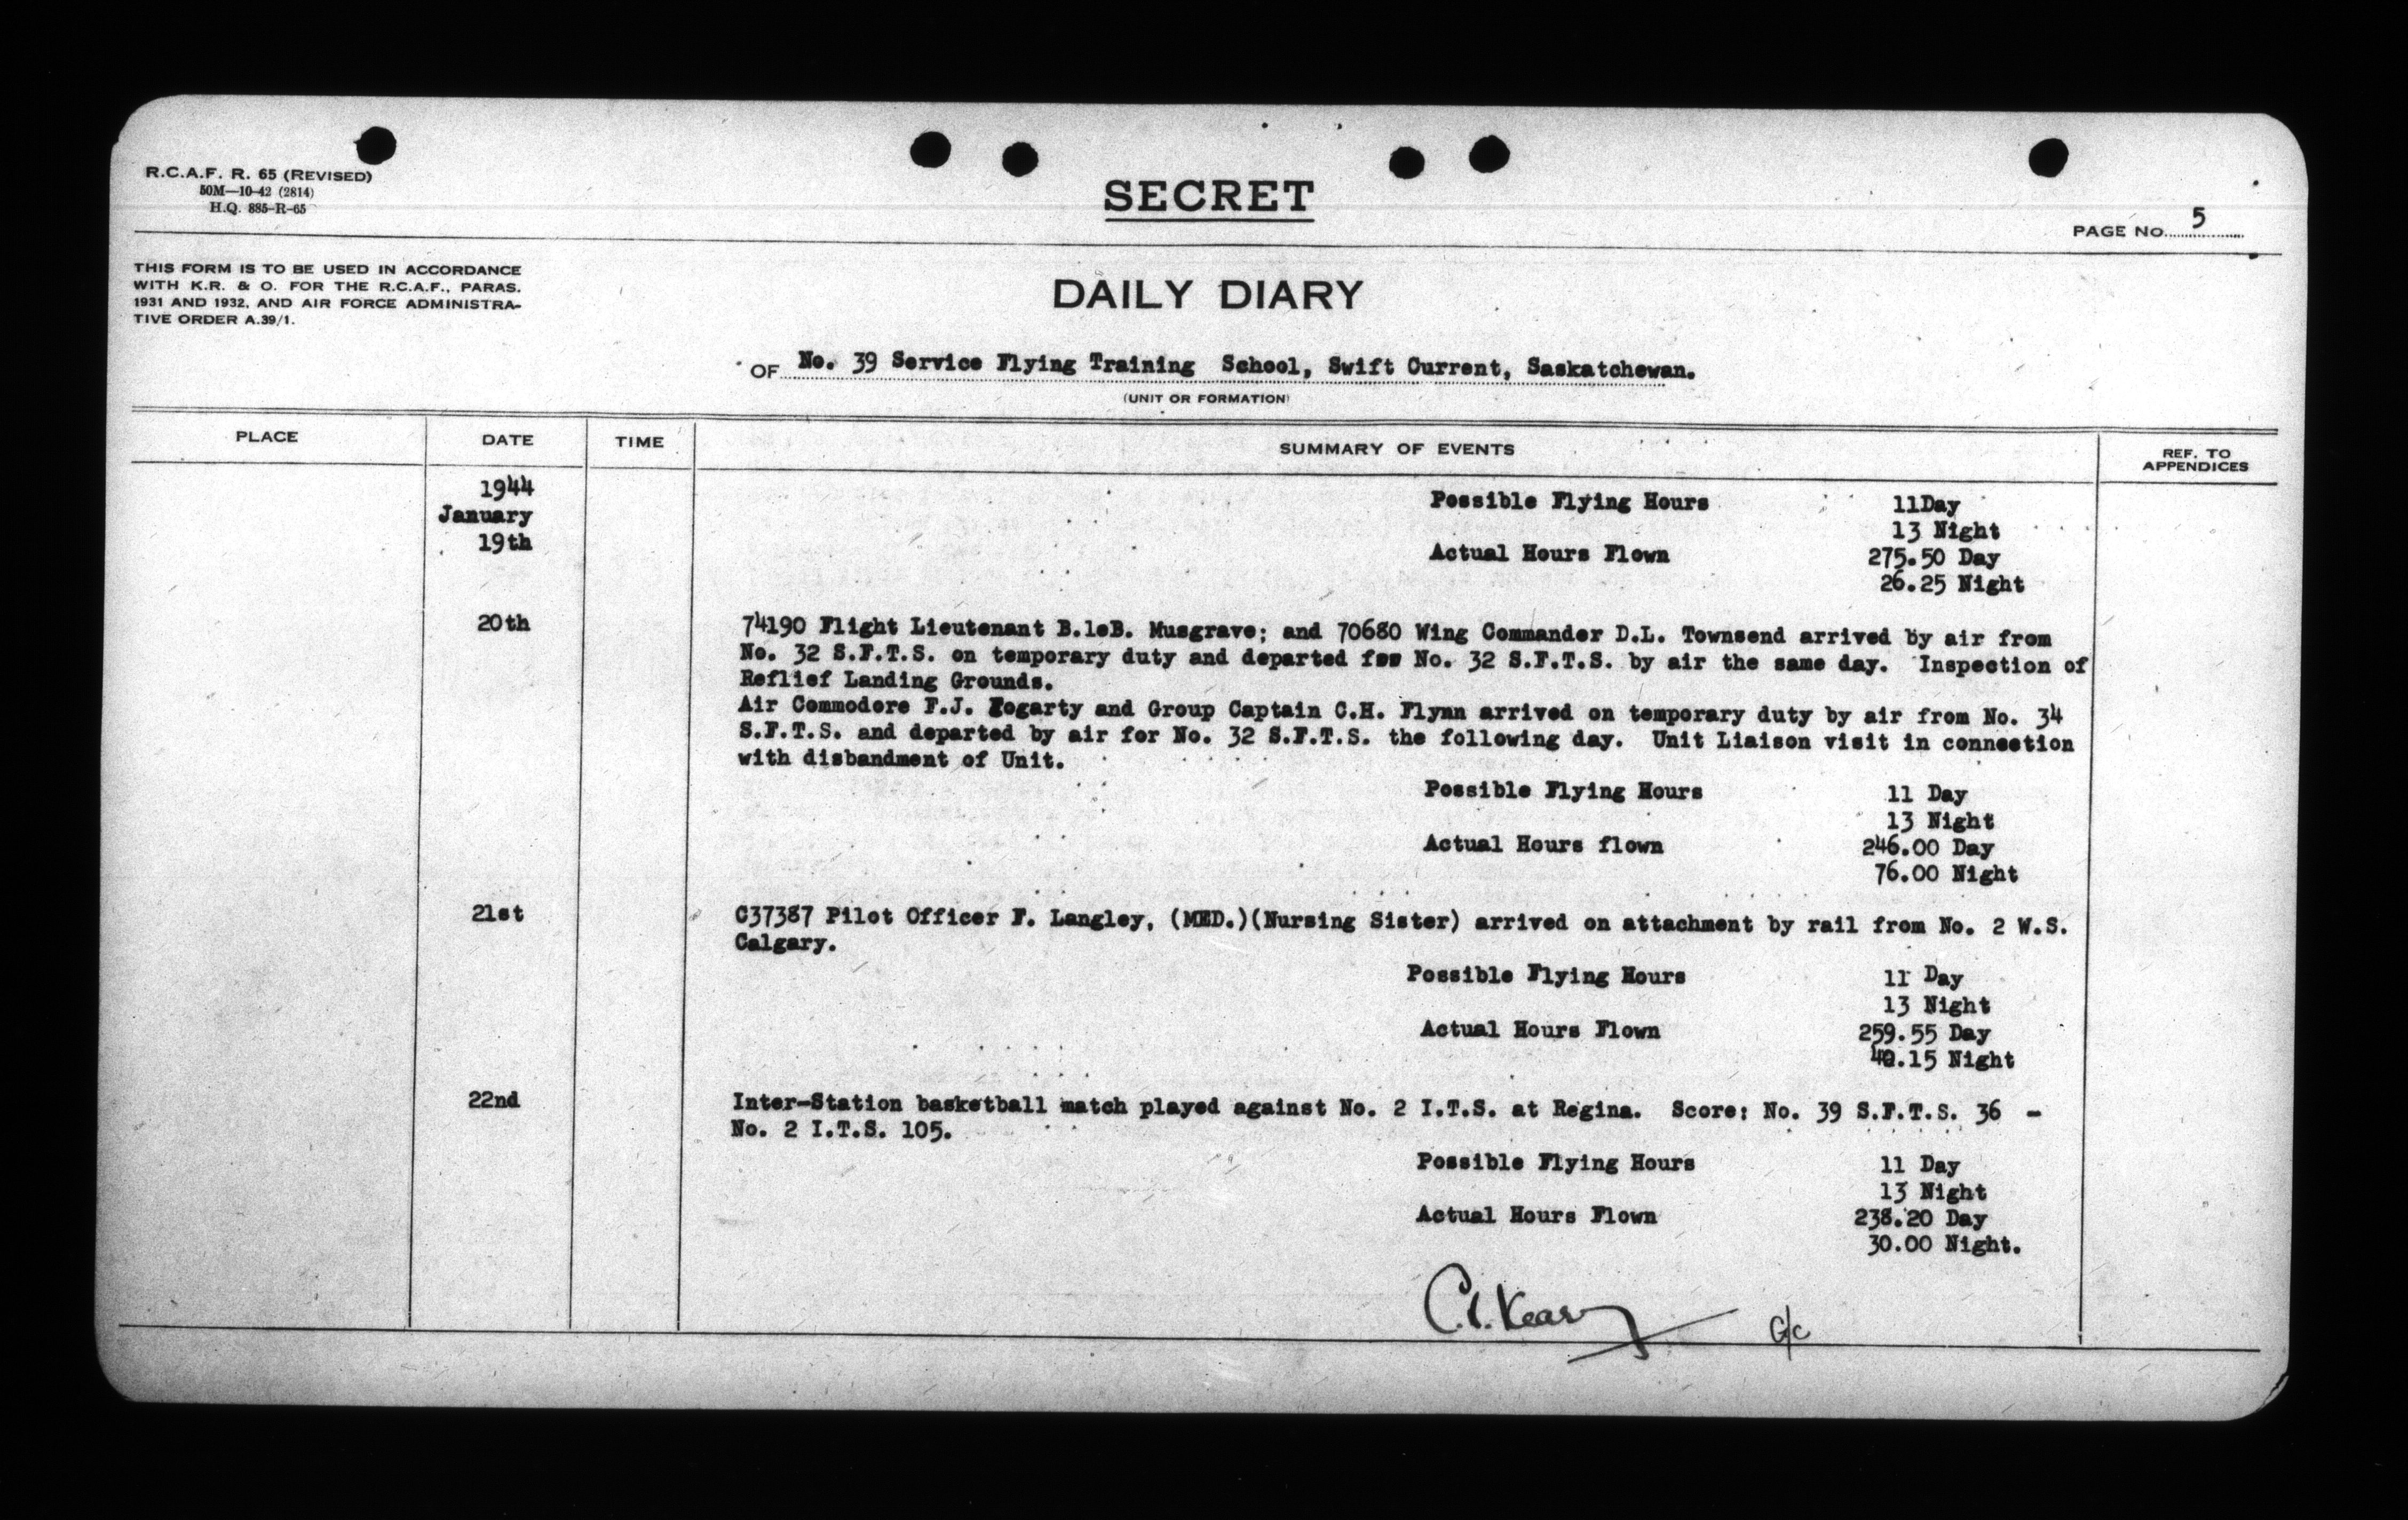 R.C.A.F. R. 65 (REVISED)
50M—10-42 (2814)
H.Q. 885-R-65
SECRET
PAGE No. 5
THIS FORM IS TO BE USED IN ACCORDANCE
WITH K.R. & O. FOR THE R.C.A.F., PARAS.
1931 AND 1932, AND AIR FORCE ADMINISTRA-
TIVE ORDER A.39/1.
DAILY DIARY
OF No. 39 Service Flying Training School, Swift Current, Saskatchewan.
(UNIT OR FORMATION)
PLACE DATE TIME SUMMARY OF EVENTS REF. TO APPENDICES
1944 Possible Flying Hours 11Day
January 13 Night
19th Actual Hours Flown 275.50 Day
26.25 Night
20th 74190 Flight Lieutenant B.leB. Musgrave; and 70680 Wing Commander D.L. Townsend arrived by air from
No. 32 S.F.T.S. on temporary duty and departed for No. 32 S.F.T.S. by air the same day. Inspection of
Reflief Landing Grounds.
Air Commodore F.J. Fogarty and Group Captain C.H. Flynn arrived on temporary duty by air from No. 34
S.F.T.S. and departed by air for No. 32 S.F.T.S. the following day. Unit Liaison visit in connection
with disbandment of Unit.
Possible Flying Hours 11 Day
13 Night
Actual Hours flown 246.00 Day
76.00 Night
21st C37387 Pilot Officer F. Langley, (MED.)(Nursing Sister) arrived on attachment by rail from No. 2 W.S.
Calgary.
Possible Flying Hours 11 Day
13 Night
Actual Hours Flown 259.55 Day
40.15 Night
22nd Inter-Station basketball match played against No. 2 I.T.S. at Regina. Score: No. 39 S.F.T.S. 36 -
No. 2 I.T.S. 105.
Possible Flying Hours 11 Day
13 Night
Actual Hours Flown 238.20 Day
30.00 Night.
G/C